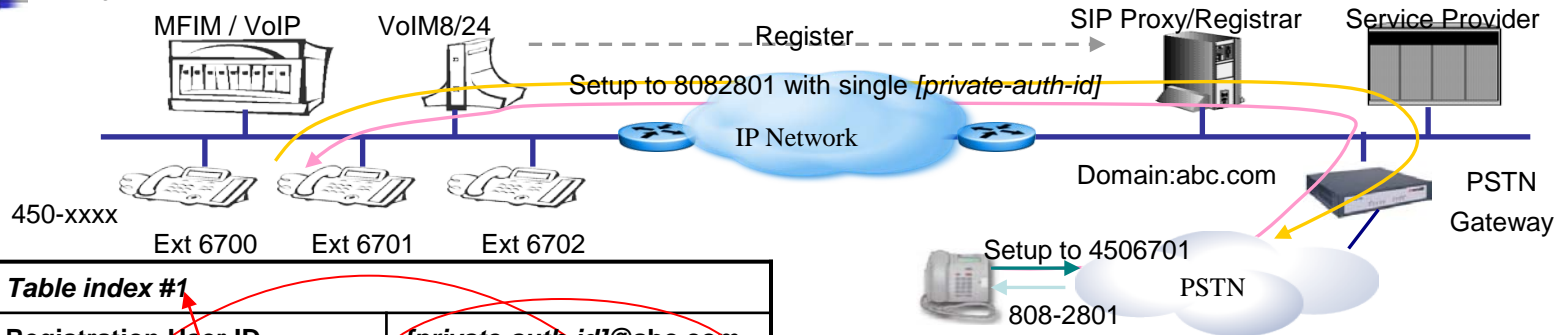 MFIM / VoIP
VoIM8/24
SIP Proxy/Registrar
Service Provider
Register
Setup to 8082801 with single [private-auth-id]
IP Network
Domain:abc.com
PSTN
Gateway
450-xxxx
Ext 6700
Ext 6701
Ext 6702
Setup to 4506701
PSTN
808-2801
Table index #1
Registration User ID
[private-auth-id]@abc.com